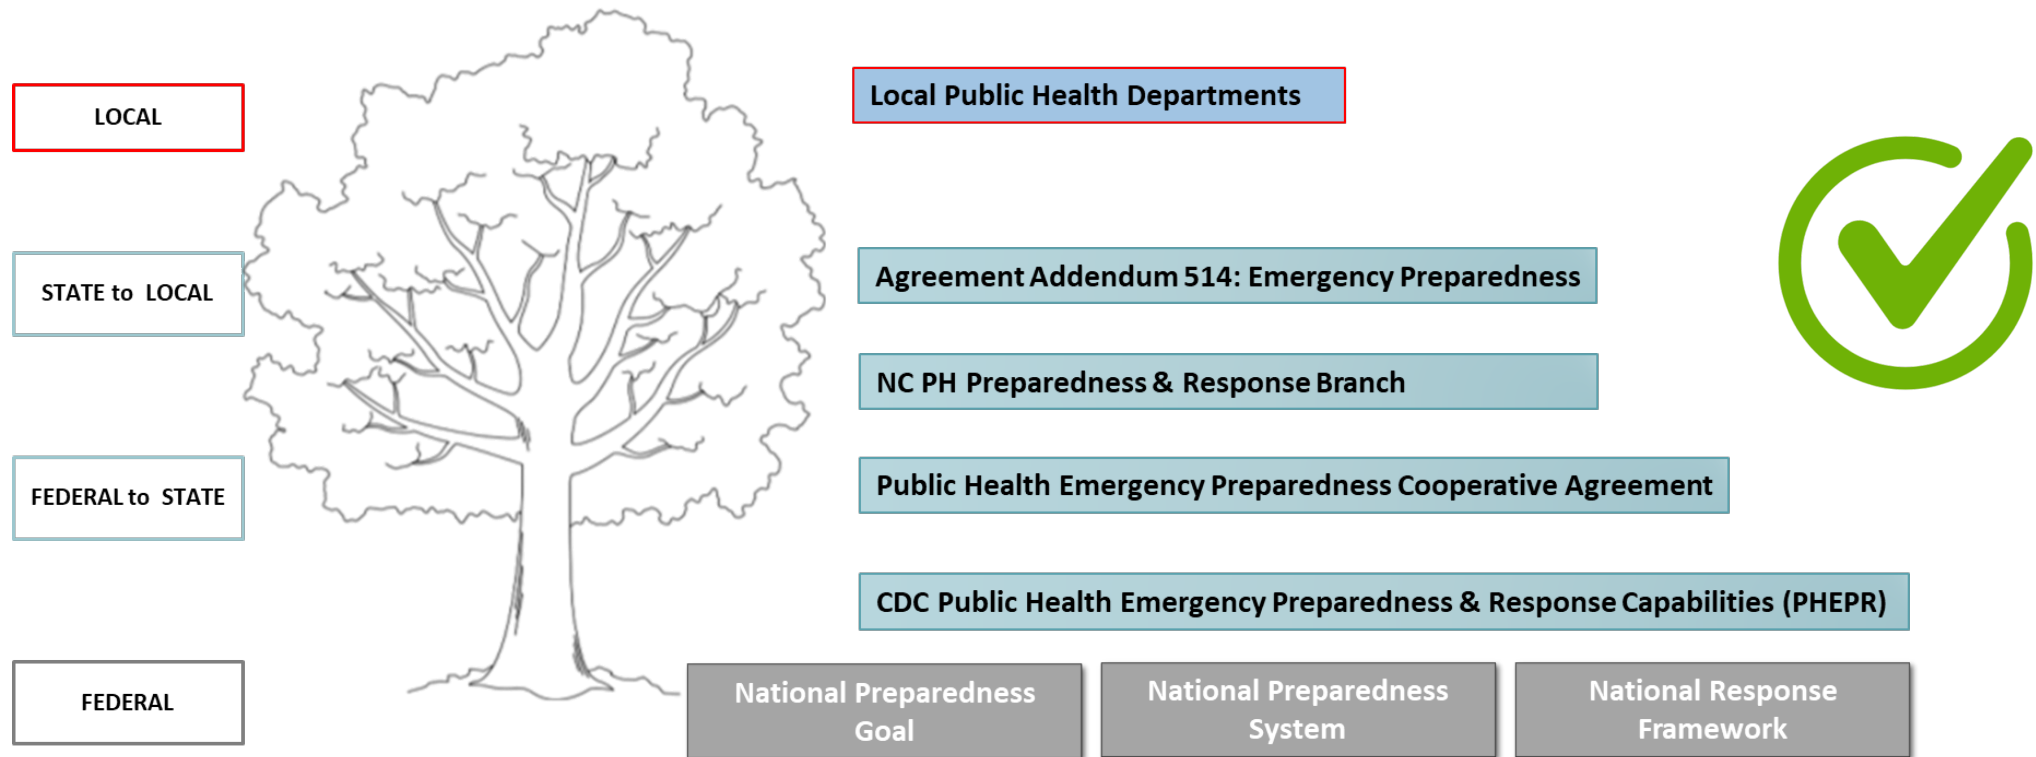 LOCAL
Local Public Health Departments
STATE to LOCAL
Agreement Addendum 514: Emergency Preparedness
NC PH Preparedness & Response Branch
FEDERAL to STATE
Public Health Emergency Preparedness Cooperative Agreement
CDC Public Health Emergency Preparedness & Response Capabilities (PHEPR)
FEDERAL
National Preparedness
Goal
National Preparedness
System
National Response
Framework